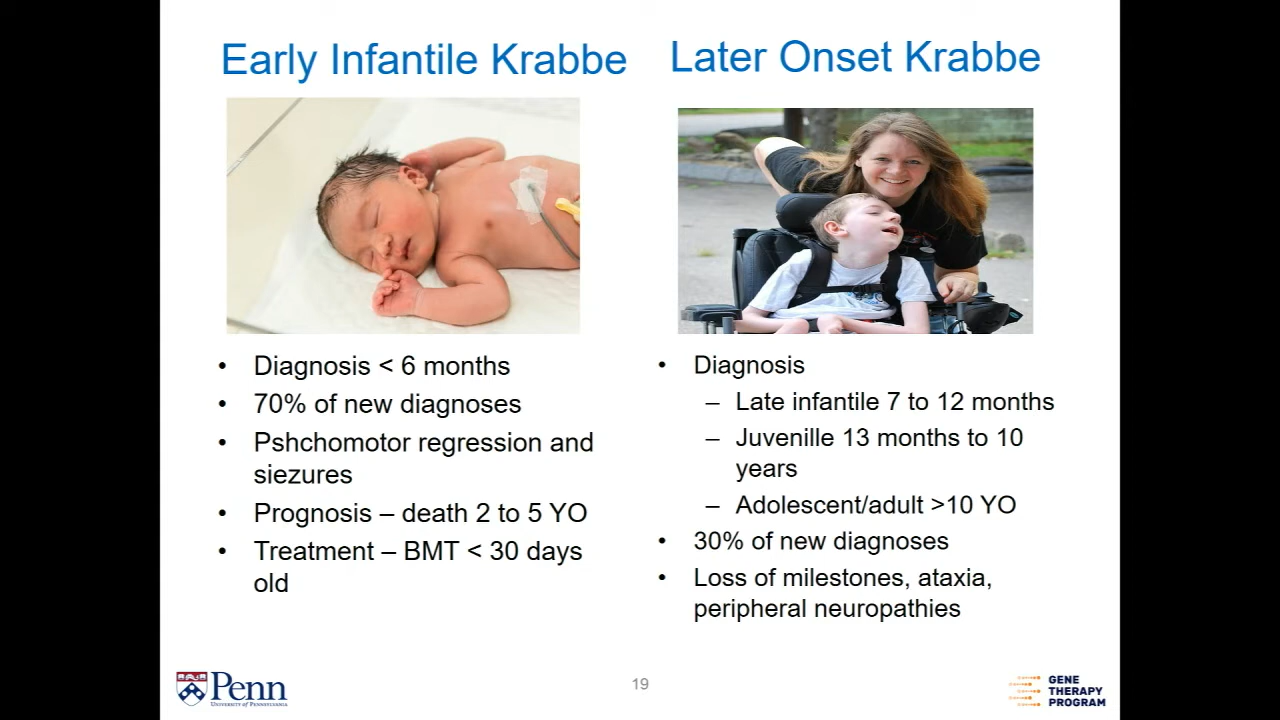 Early Infantile Krabbe
Later Onset Krabbe
• Diagnosis < 6 months
• 70% of new diagnoses
• Pshchomotor regression and
siezures
• Prognosis – death 2 to 5 YO
• Treatment – BMT < 30 days
old
• Diagnosis
– Late infantile 7 to 12 months
– Juvenille 13 months to 10
years
– Adolescent/adult >10 YO
• 30% of new diagnoses
• Loss of milestones, ataxia,
peripheral neuropathies
Penn
UNIVERSITY of PENNSYLVANIA
19
GENE
THERAPY
PROGRAM